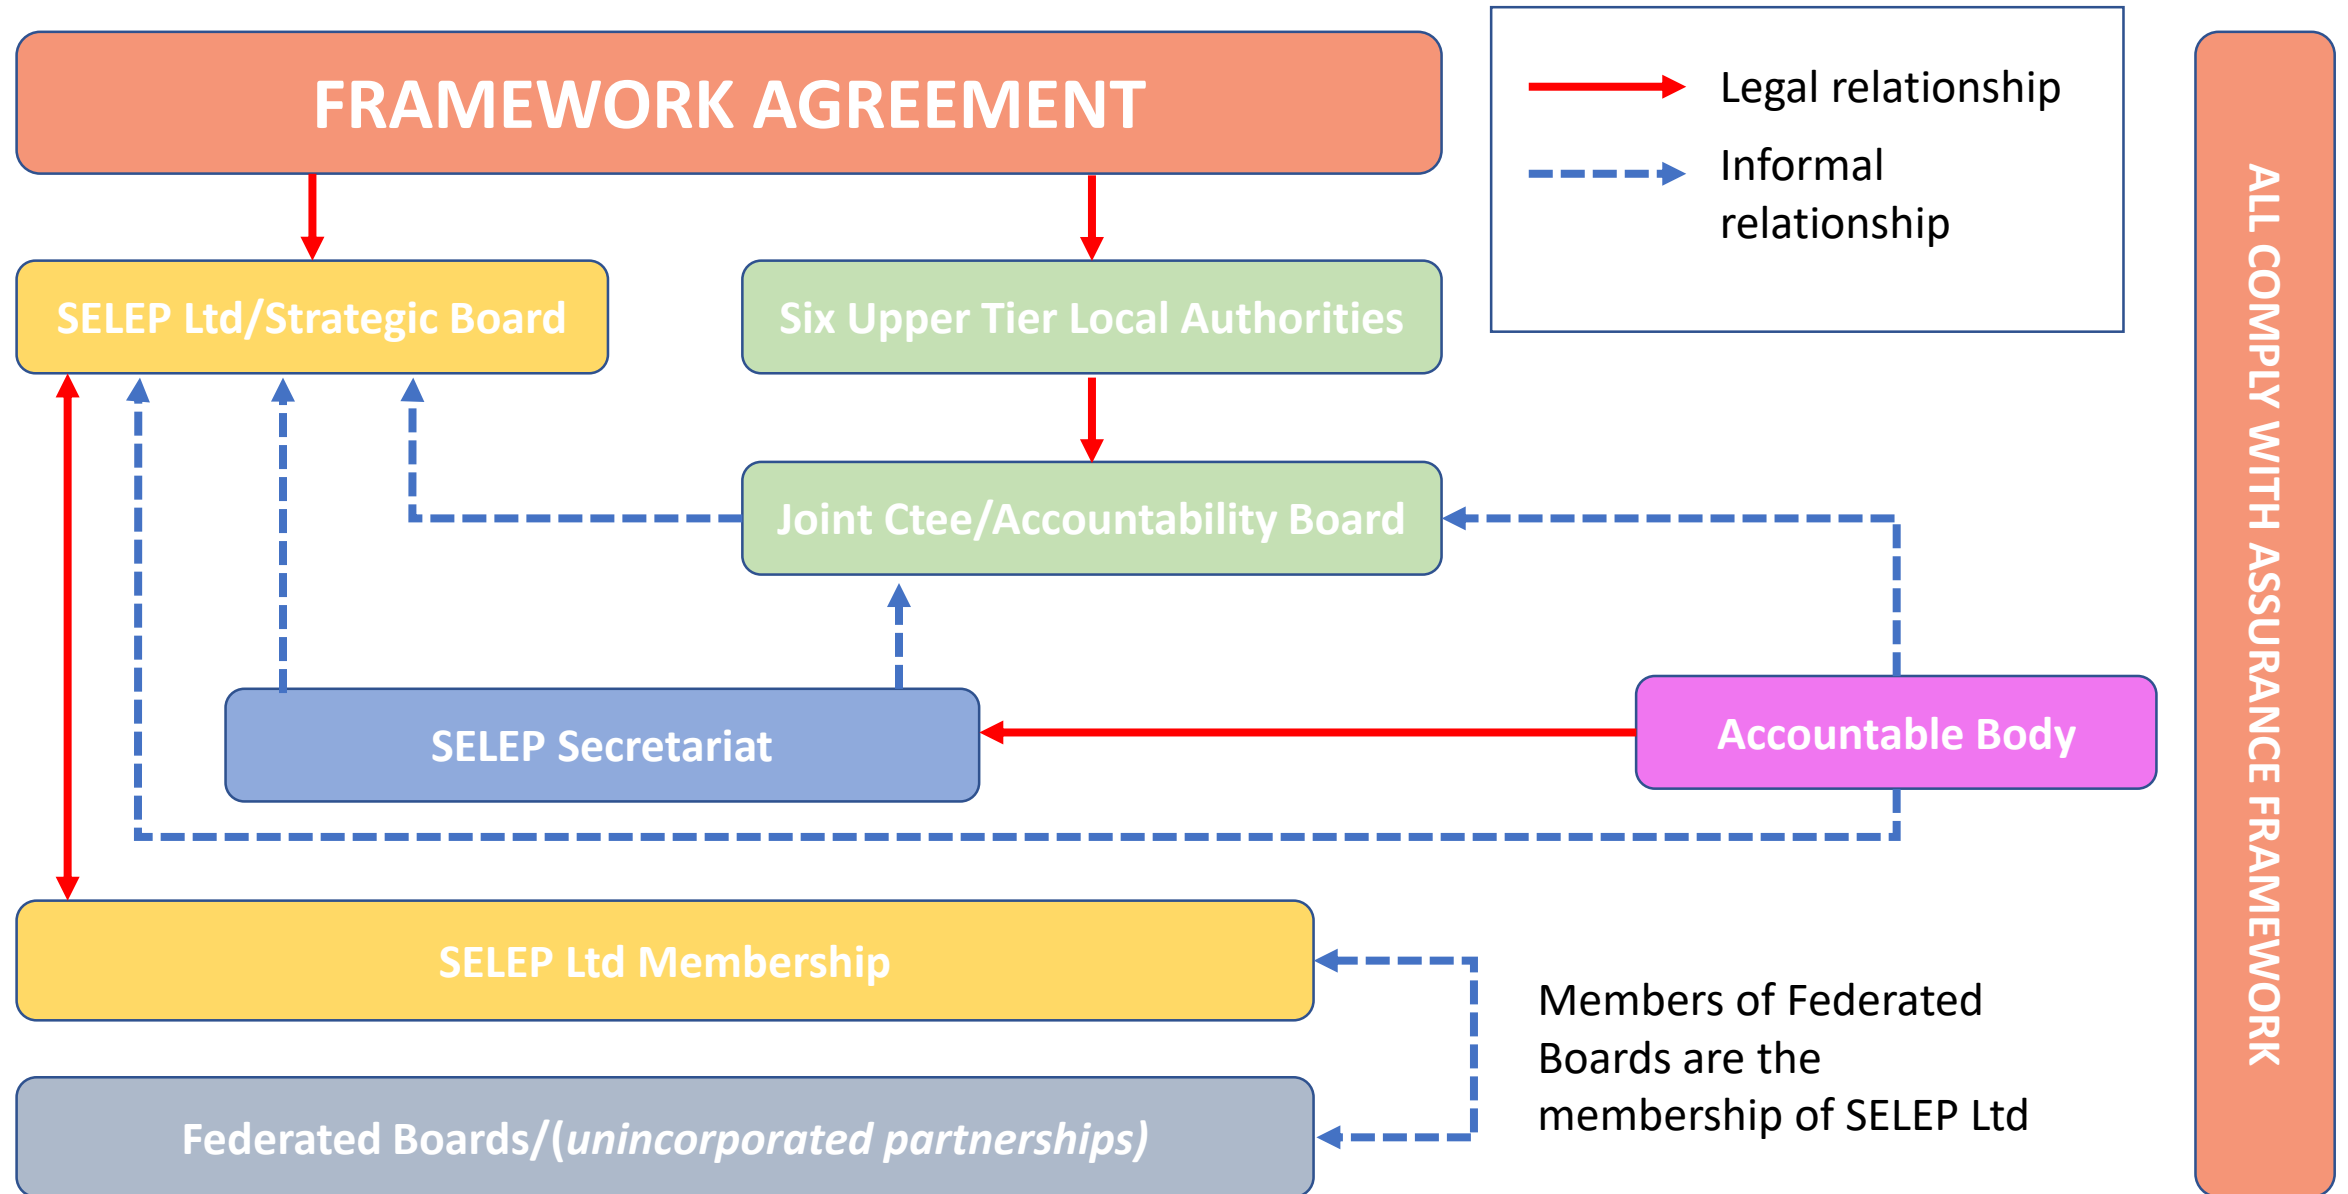 FRAMEWORK AGREEMENT
Legal relationship
Informal
relationship
SELEP Ltd/Strategic Board
Six Upper Tier Local Authorities
Joint Ctee/Accountability Board
SELEP Secretariat
Accountable Body
SELEP Ltd Membership
Members of Federated
Boards are the
membership of SELEP Ltd
Federated Boards/(unincorporated partnerships)
ALL COMPLY WITH ASSURANCE FRAMEWORK